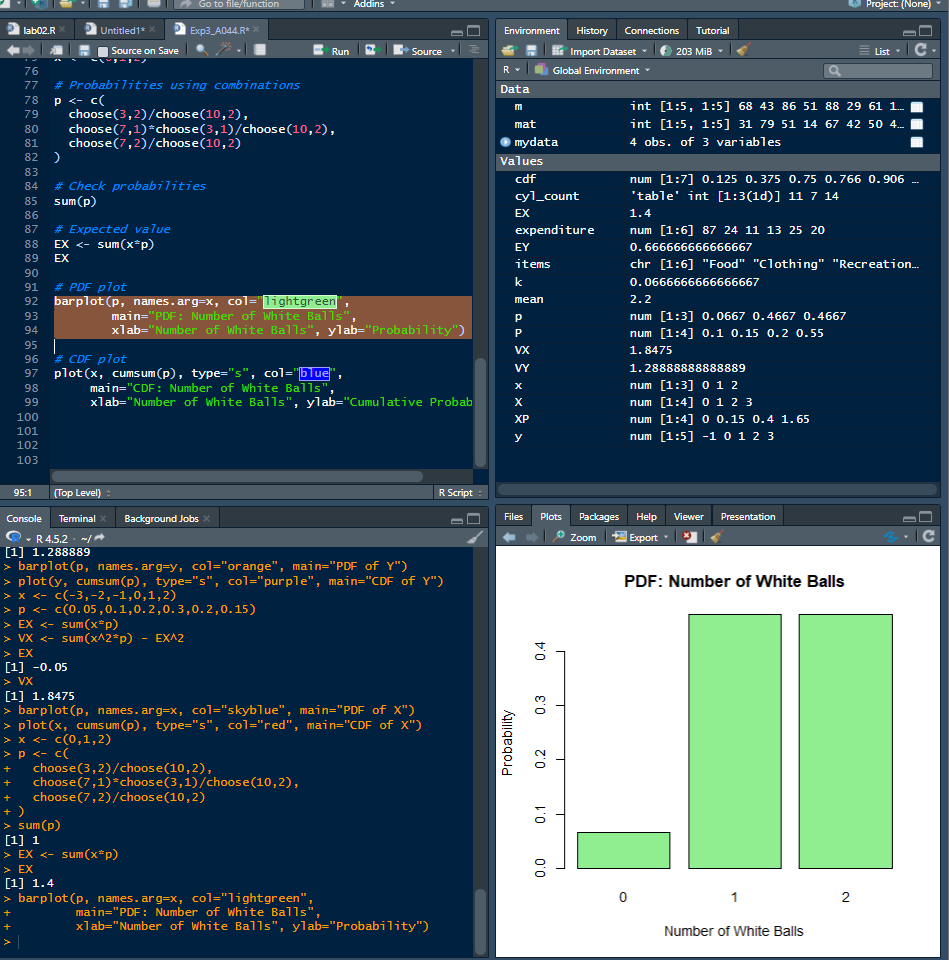 Go to file/function
Addins
Project: (None)
lab02.R
Untitled1*
Exp3_A044.R*
Source on Save
Run
Source
76
77 # Probabilities using combinations
78 p <- c(
79 choose(3,2)/choose(10,2),
80 choose(7,1)*choose(3,1)/choose(10,2),
81 choose(7,2)/choose(10,2)
82 )
83
84 # Check probabilities
85 sum(p)
86
87 # Expected value
88 EX <- sum(x*p)
89 EX
90
91 # PDF plot
92 barplot(p, names.arg=x, col="lightgreen",
93 main="PDF: Number of White Balls",
94 xlab="Number of White Balls", ylab="Probability")
95
96 # CDF plot
97 plot(x, cumsum(p), type="s", col="blue",
98 main="CDF: Number of White Balls",
99 xlab="Number of White Balls", ylab="Cumulative Probab
100
101
102
103
95:1
(Top Level)
R Script
Environment
History
Connections
Tutorial
Import Dataset
203 MiB
List
R
Global Environment
Data
m int [1:5, 1:5] 68 43 86 51 88 29 61 1...
mat int [1:5, 1:5] 31 79 51 14 67 42 50 4...
mydata 4 obs. of 3 variables
Values
cdf num [1:7] 0.125 0.375 0.75 0.766 0.906 ...
cyl_count 'table' int [1:3(1d)] 11 7 14
EX 1.4
expenditure num [1:6] 87 24 11 13 25 20
EY 0.666666666666667
items chr [1:6] "Food" "Clothing" "Recreation...
k 0.0666666666666667
mean 2.2
p num [1:3] 0.0667 0.4667 0.4667
P num [1:4] 0.1 0.15 0.2 0.55
VX 1.8475
VY 1.28888888888889
x num [1:3] 0 1 2
X num [1:4] 0 1 2 3
XP num [1:4] 0 0.15 0.4 1.65
y num [1:5] -1 0 1 2 3
Console
Terminal
Background Jobs
R 4.5.2 · ~/
[1] 1.288889
> barplot(p, names.arg=y, col="orange", main="PDF of Y")
> plot(y, cumsum(p), type="s", col="purple", main="CDF of Y")
> x <- c(-3,-2,-1,0,1,2)
> p <- c(0.05,0.1,0.2,0.3,0.2,0.15)
> EX <- sum(x*p)
> VX <- sum(x^2*p) - EX^2
> EX
[1] -0.05
> VX
[1] 1.8475
> barplot(p, names.arg=x, col="skyblue", main="PDF of X")
> plot(x, cumsum(p), type="s", col="red", main="CDF of X")
> x <- c(0,1,2)
> p <- c(
+ choose(3,2)/choose(10,2),
+ choose(7,1)*choose(3,1)/choose(10,2),
+ choose(7,2)/choose(10,2)
+ )
> sum(p)
[1] 1
> EX <- sum(x*p)
> EX
[1] 1.4
> barplot(p, names.arg=x, col="lightgreen",
+ main="PDF: Number of White Balls",
+ xlab="Number of White Balls", ylab="Probability")
>
Files
Plots
Packages
Help
Viewer
Presentation
Zoom
Export
PDF: Number of White Balls
Probability
0.4
0.3
0.2
0.1
0.0
0 1 2
Number of White Balls